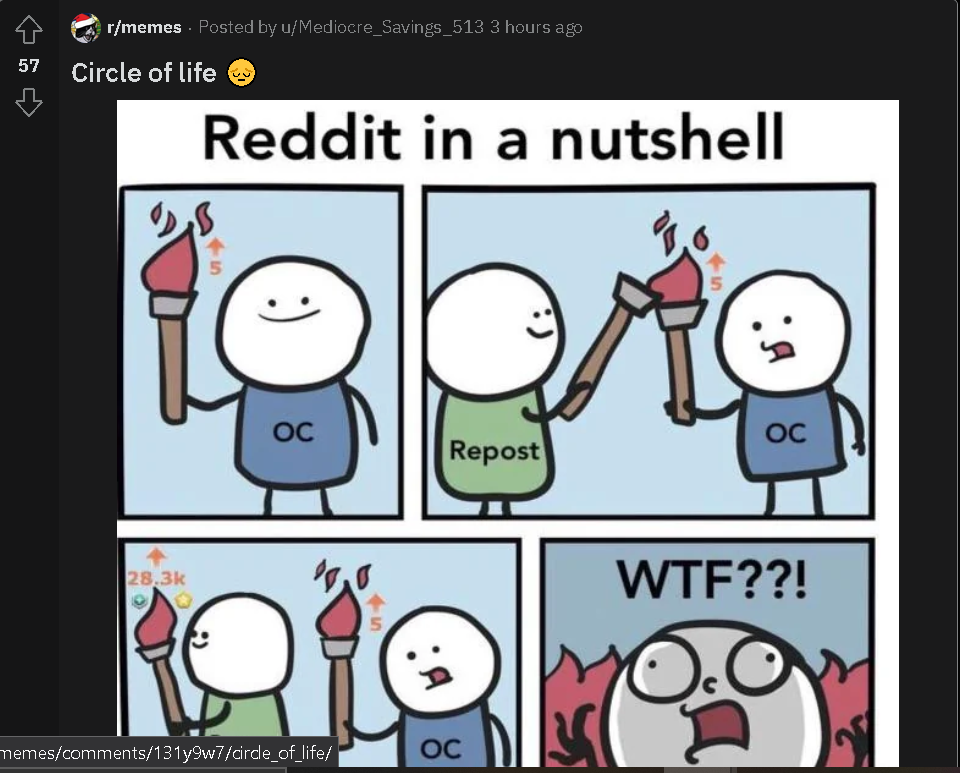 r/memes · Posted by u/Mediocre_Savings_513 3 hours ago
57
Circle of life 😔
Reddit in a nutshell
5
OC
5
Repost
OC
28.3k
5
OC
WTF??!
memes/comments/131y9w7/circle_of_life/